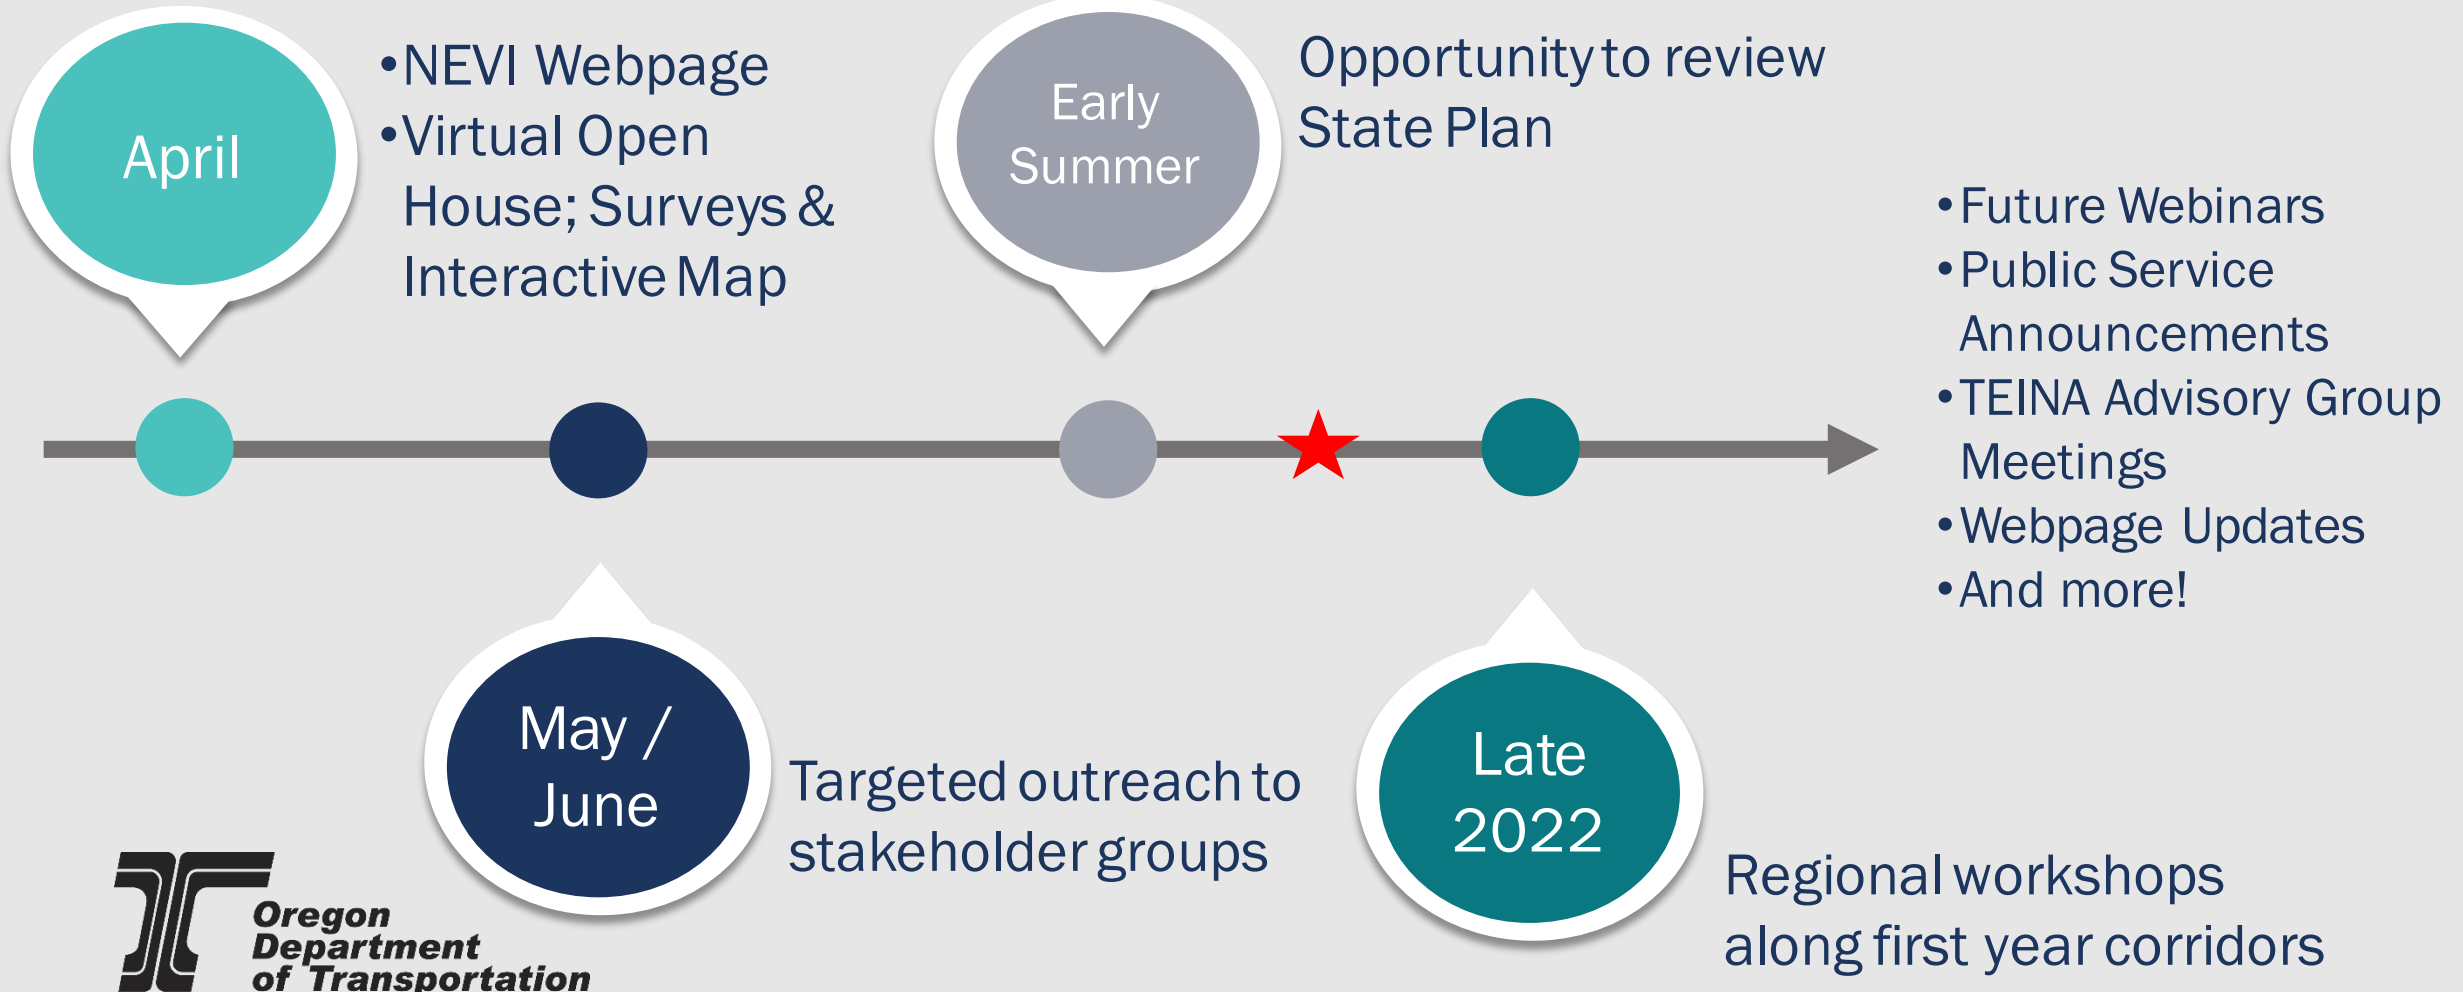 April
•NEVI Webpage
•Virtual Open
House; Surveys &
Interactive Map
Early
Summer
Opportunity to review
State Plan
•Future Webinars
•Public Service
Announcements
•TEINA Advisory Group
Meetings
•Webpage Updates
•And more!
May /
June
Targeted outreach to
stakeholder groups
Late
2022
Regional workshops
along first year corridors
Oregon
Department
of Transportation